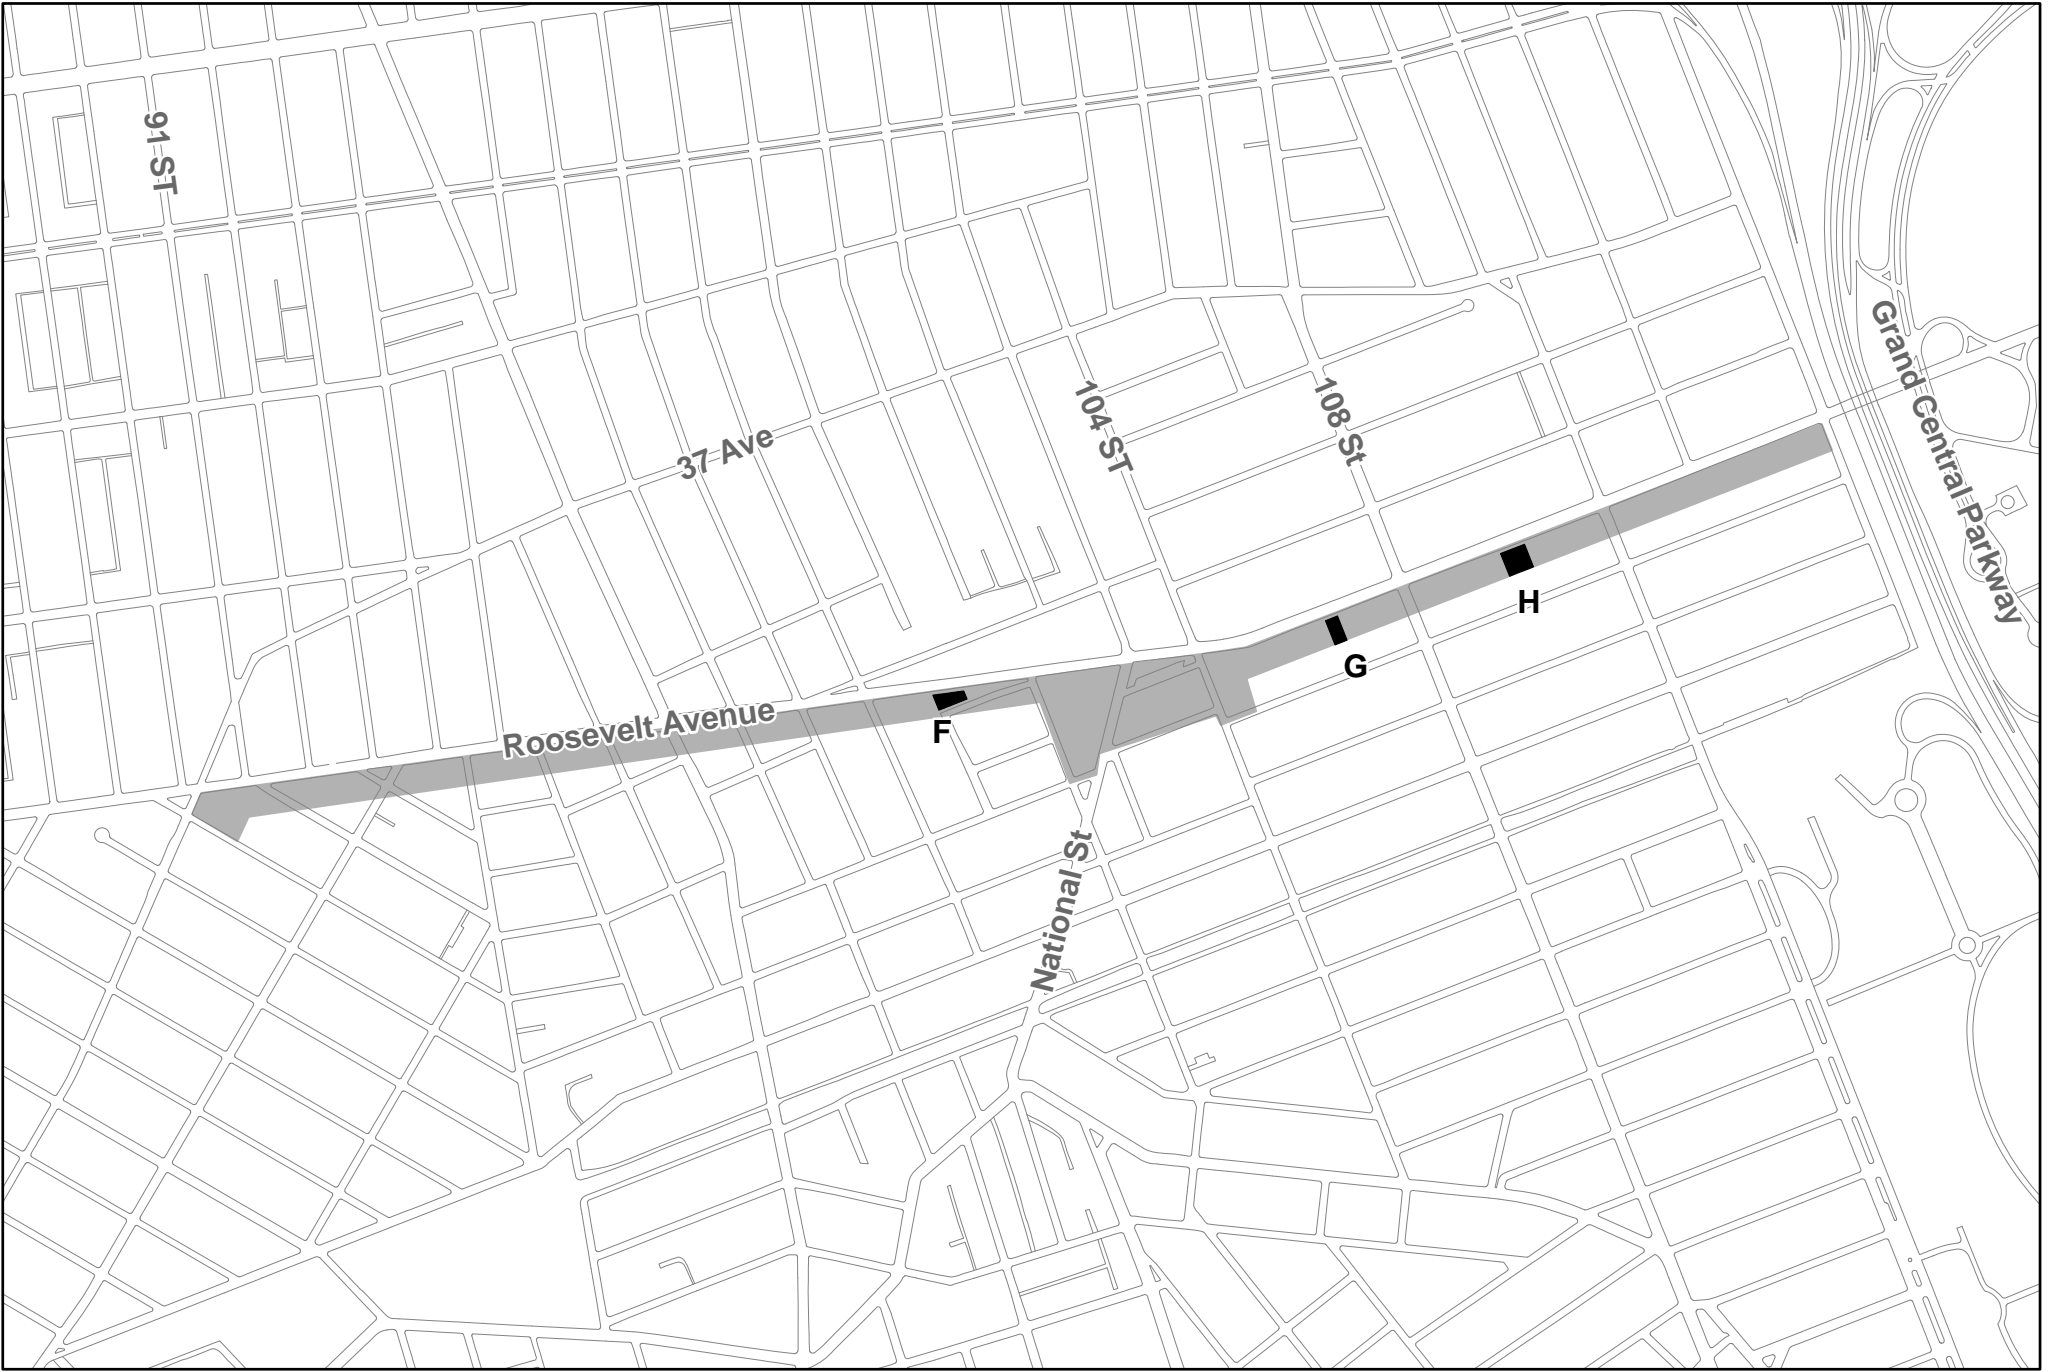 91 ST
Grand Central Parkway
104 ST
108 St
37 Ave
H
G
Roosevelt Avenue
F
National St